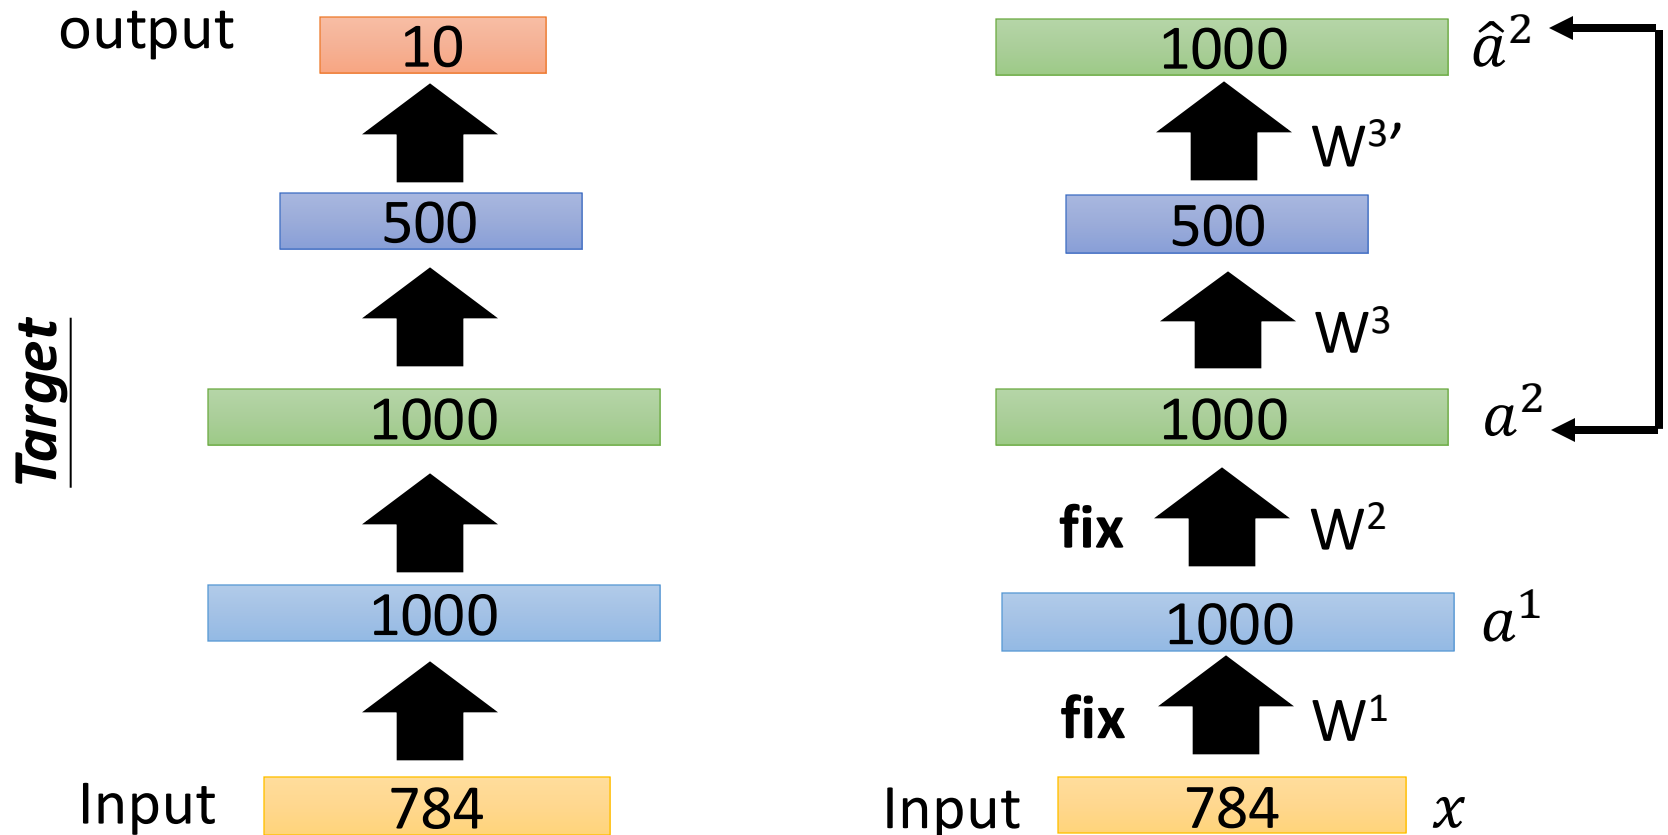 output
10
500
Target
1000
1000
Input
784
1000
â²
W³’
500
W³
1000
a²
fix
W²
1000
a¹
fix
W¹
Input
784
x